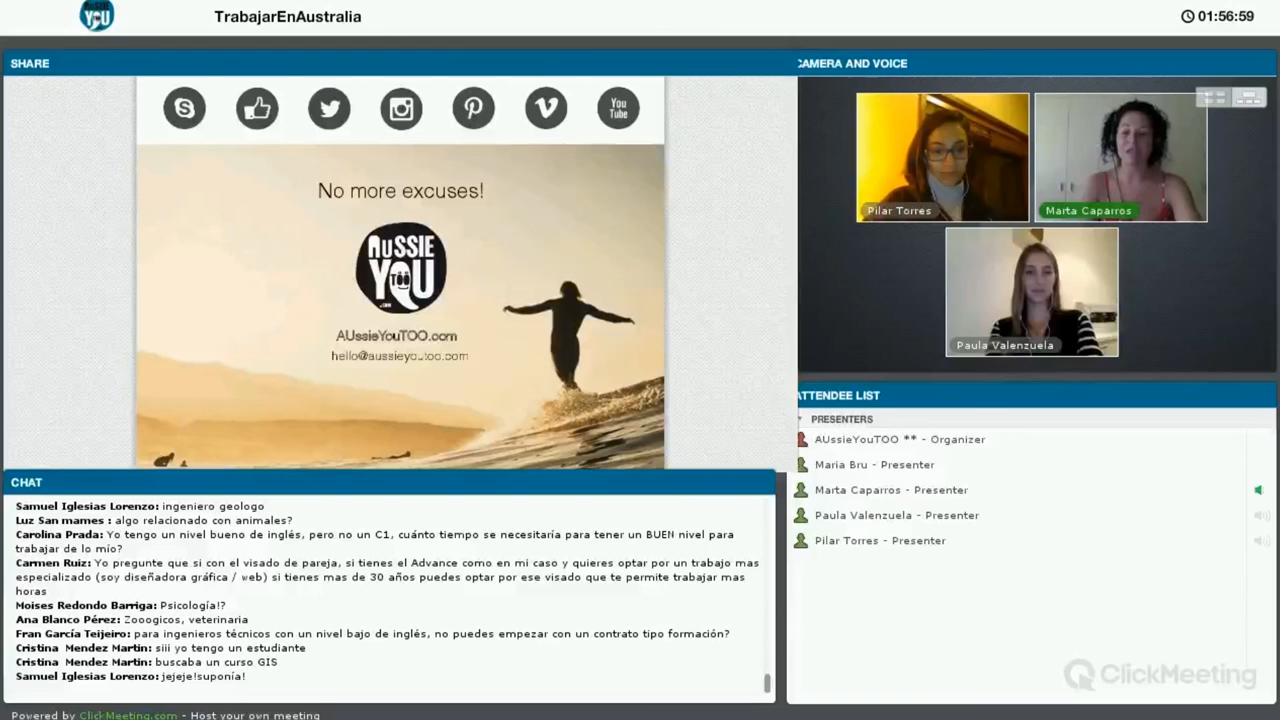 AUSSIE
YOU
TrabajarEnAustralia
01:56:59
SHARE
You
Tube
No more excuses!
AUSSIE
YOU
TOO
.COM
AUssieYouTOO.com
hello@aussieyoutoo.com
CAMERA AND VOICE
Pilar Torres
Marta Caparros
Paula Valenzuela
ATTENDEE LIST
PRESENTERS
AUssieYouTOO ** - Organizer
Maria Bru - Presenter
Marta Caparros - Presenter
Paula Valenzuela - Presenter
Pilar Torres - Presenter
CHAT
Samuel Iglesias Lorenzo: ingeniero geologo
Luz San mames : algo relacionado con animales?
Carolina Prada: Yo tengo un nivel bueno de inglés, pero no un C1, cuánto tiempo se necesitaría para tener un BUEN nivel para
trabajar de lo mío?
Carmen Ruiz: Yo pregunte que si con el visado de pareja, si tienes el Advance como en mi caso y quieres optar por un trabajo mas
especializado (soy diseñadora gráfica / web) si tienes mas de 30 años puedes optar por ese visado que te permite trabajar mas
horas
Moises Redondo Barriga: Psicología!?
Ana Blanco Pérez: Zooogicos, veterinaria
Fran García Teijeiro: para ingenieros técnicos con un nivel bajo de inglés, no puedes empezar con un contrato tipo formación?
Cristina Mendez Martin: siii yo tengo un estudiante
Cristina Mendez Martin: buscaba un curso GIS
Samuel Iglesias Lorenzo: jejeje!suponía!
ClickMeeting
Powered by ClickMeeting.com - Host your own meeting